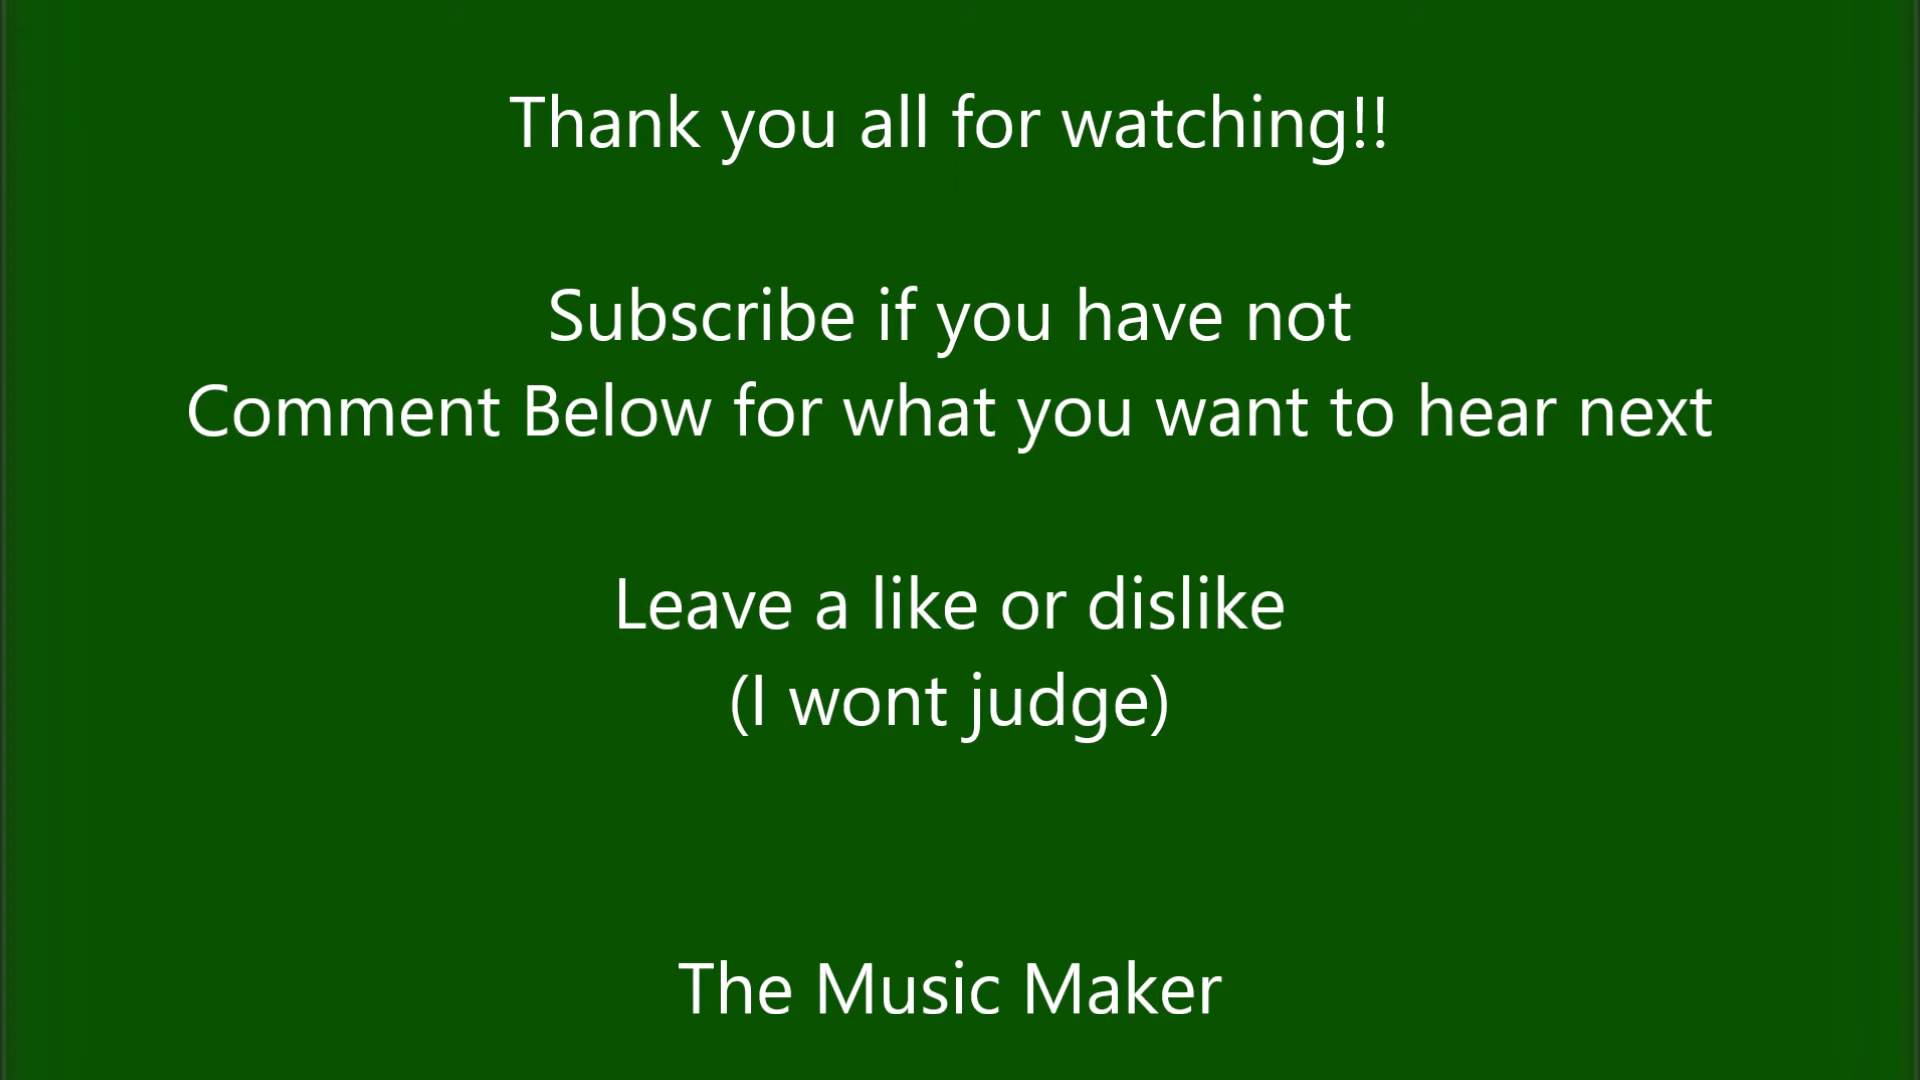 Thank you all for watching!!
Subscribe if you have not
Comment Below for what you want to hear next
Leave a like or dislike
(I wont judge)
The Music Maker